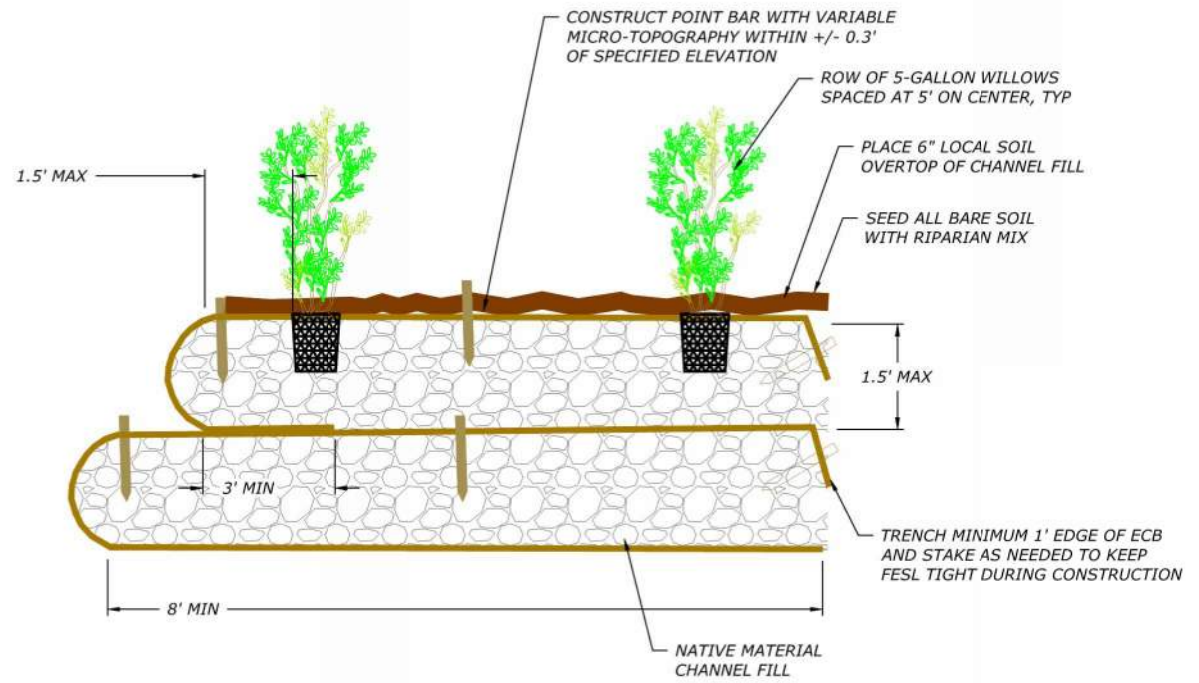 CONSTRUCT POINT BAR WITH VARIABLE
MICRO-TOPOGRAPHY WITHIN +/- 0.3'
OF SPECIFIED ELEVATION
ROW OF 5-GALLON WILLOWS
SPACED AT 5' ON CENTER, TYP
PLACE 6" LOCAL SOIL
OVERTOP OF CHANNEL FILL
1.5' MAX
SEED ALL BARE SOIL
WITH RIPARIAN MIX
1.5' MAX
3' MIN
TRENCH MINIMUM 1' EDGE OF ECB
AND STAKE AS NEEDED TO KEEP
FESL TIGHT DURING CONSTRUCTION
8' MIN
NATIVE MATERIAL
CHANNEL FILL